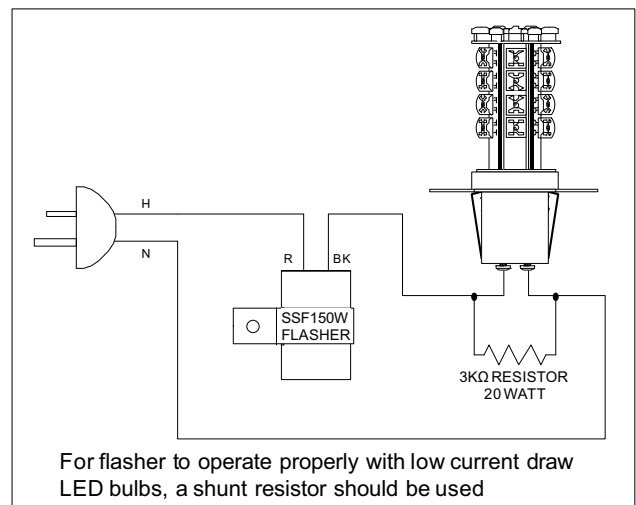 H
N
R BK
SSF150W
FLASHER
3KΩ RESISTOR
20 WATT
For flasher to operate properly with low current draw
LED bulbs, a shunt resistor should be used